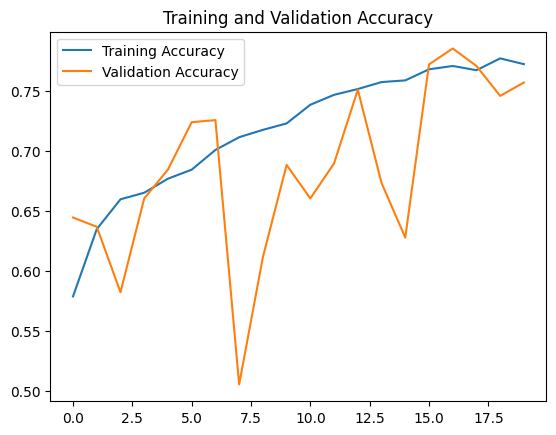 Training and Validation Accuracy
Training Accuracy
Validation Accuracy
0.75
0.70
0.65
0.60
0.55
0.50
0.0 2.5 5.0 7.5 10.0 12.5 15.0 17.5